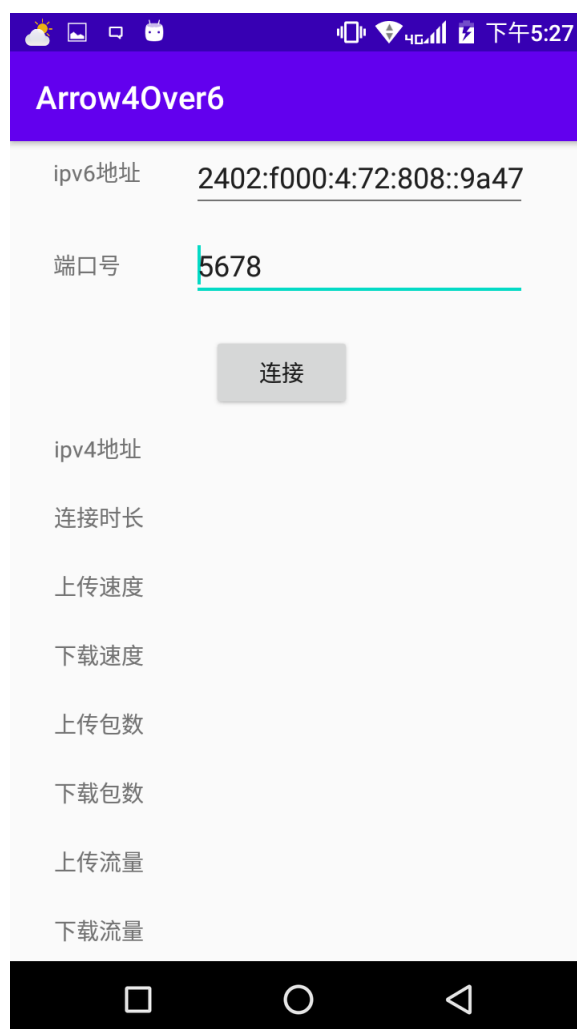 4G 下午5:27
Arrow4Over6
ipv6地址 2402:f000:4:72:808::9a47
端口号 5678
连接
ipv4地址
连接时长
上传速度
下载速度
上传包数
下载包数
上传流量
下载流量